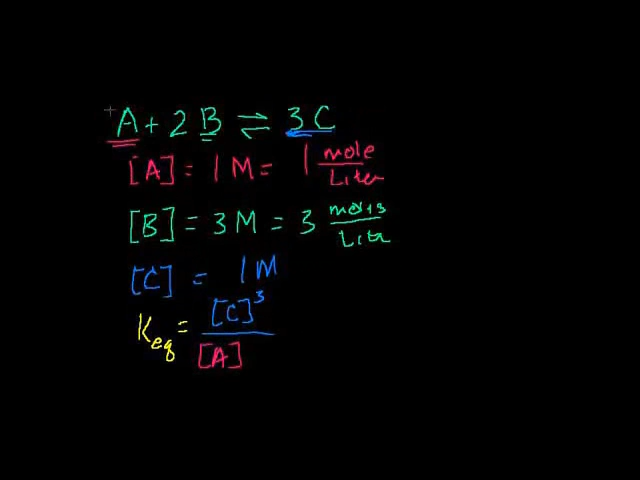 A + 2 B ⇌ 3 C
[A] = 1 M = 1 mole/Liter
[B] = 3 M = 3 moles/Liter
[C] = 1 M
Keq = [C]³/[A]